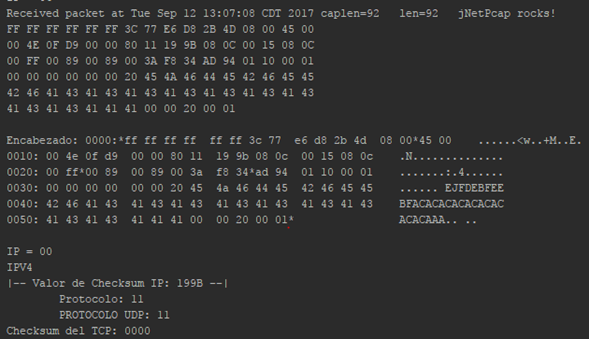 Received packet at Tue Sep 12 13:07:08 CDT 2017 caplen=92 len=92 jNetPcap rocks!
FF FF FF FF FF FF 3C 77 E6 D8 2B 4D 08 00 45 00
00 4E 0F D9 00 00 80 11 19 9B 08 0C 00 15 08 0C
00 FF 00 89 00 89 00 3A F8 34 AD 94 01 10 00 01
00 00 00 00 00 00 20 45 4A 46 44 45 42 46 45 45
42 46 41 43 41 43 41 43 41 43 41 43 41 43 41 43
41 43 41 43 41 41 41 00 00 20 00 01
Encabezado: 0000:*ff ff ff ff ff ff 3c 77 e6 d8 2b 4d 08 00*45 00 ......<w..+M..E.
0010: 00 4e 0f d9 00 00 80 11 19 9b 08 0c 00 15 08 0c .N..............
0020: 00 ff*00 89 00 89 00 3a f8 34*ad 94 01 10 00 01 .......:.4......
0030: 00 00 00 00 00 00 20 45 4a 46 44 45 42 46 45 45 ...... EJFDEBFEE
0040: 42 46 41 43 41 43 41 43 41 43 41 43 41 43 41 43 BFACACACACACACAC
0050: 41 43 41 43 41 41 41 00 00 20 00 01* ACACAAA.. ..
IP = 00
IPV4
|-- Valor de Checksum IP: 199B --|
Protocolo: 11
PROTOCOLO UDP: 11
Checksum del TCP: 0000